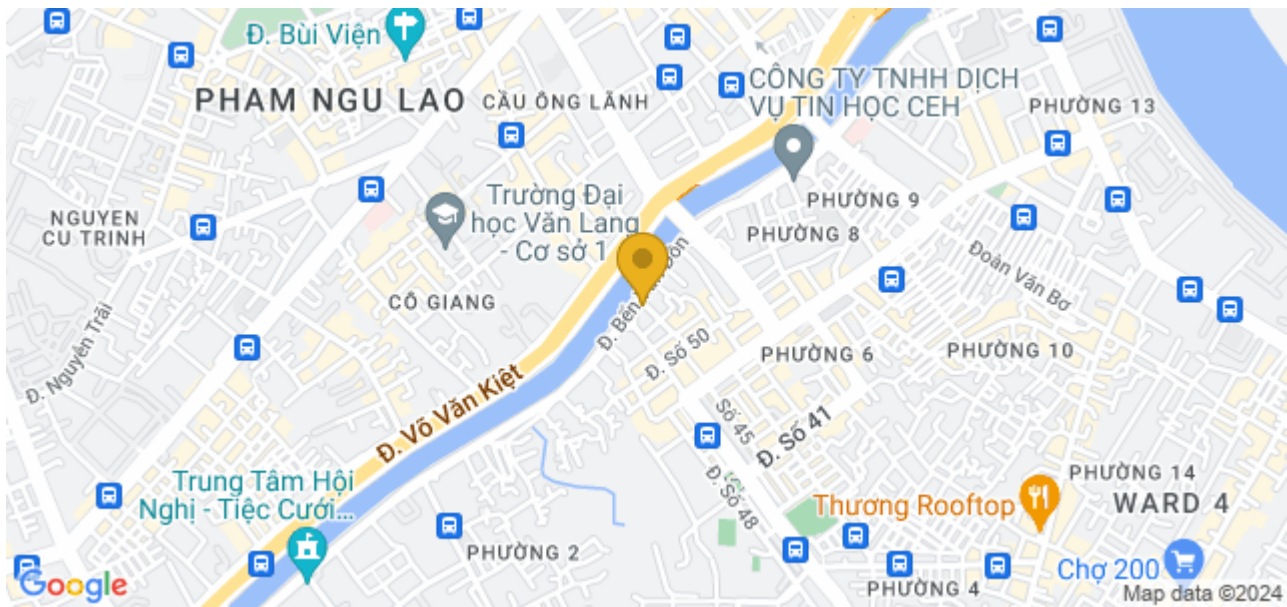 Đ. Bùi Viện
PHAM NGU LAO
CẦU ÔNG LÃNH
CÔNG TY TNHH DỊCH
VỤ TIN HỌC CEH
PHƯỜNG 13
NGUYEN
CU TRINH
Trường Đại
học Văn Lang
- Cơ sở 1
PHƯỜNG 9
PHƯỜNG 8
Đoàn Văn Bơ
CÔ GIANG
Đ. Nguyễn Trãi
Đ. Số 50
PHƯỜNG 6
PHƯỜNG 10
Đ. Võ Văn Kiệt
Số 45
Đ. Số 41
Trung Tâm Hội
Nghị - Tiệc Cưới...
Đ. Số 48
PHƯỜNG 14
WARD 4
Thương Rooftop
PHƯỜNG 2
PHƯỜNG 4
Chợ 200
Google
Map data ©2024